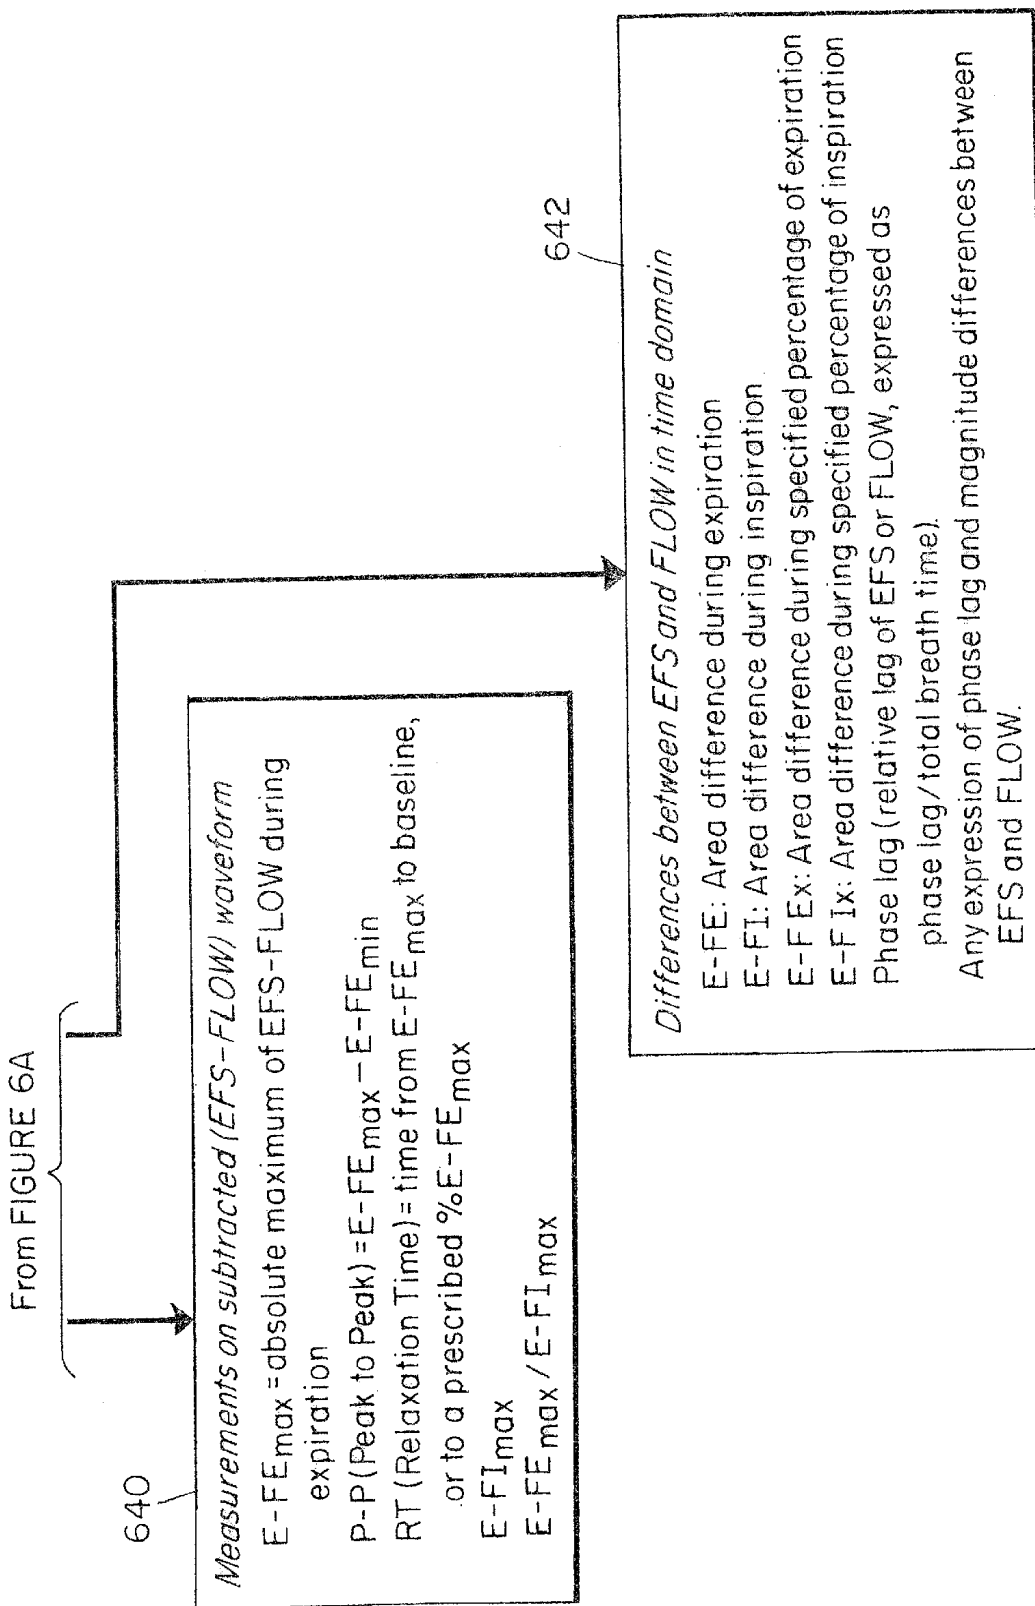 From FIGURE 6A
640
Measurements on subtracted (EFS-FLOW) waveform
E-FEmax = absolute maximum of EFS-FLOW during
expiration
P-P (Peak to Peak) = E-FEmax - E-FEmin
RT (Relaxation Time) = time from E-FEmax to baseline,
or to a prescribed %E-FEmax
E-FImax
E-FEmax / E-FImax
642
Differences between EFS and FLOW in time domain
E-FE: Area difference during expiration
E-FI: Area difference during inspiration
E-F Ex: Area difference during specified percentage of expiration
E-F Ix: Area difference during specified percentage of inspiration
Phase lag (relative lag of EFS or FLOW, expressed as
phase lag/total breath time).
Any expression of phase lag and magnitude differences between
EFS and FLOW.